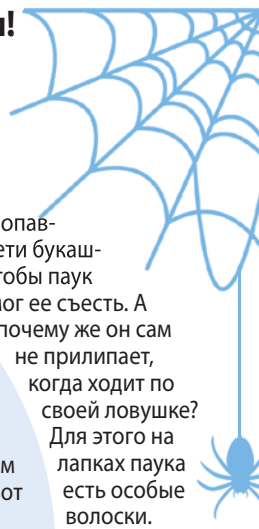 !
опав-
ети букаш-
тобы паук
мог ее съесть. А
почему же он сам
не прилипает,
когда ходит по
своей ловушке?
Для этого на
м лапках паука
от есть особые
волоски.